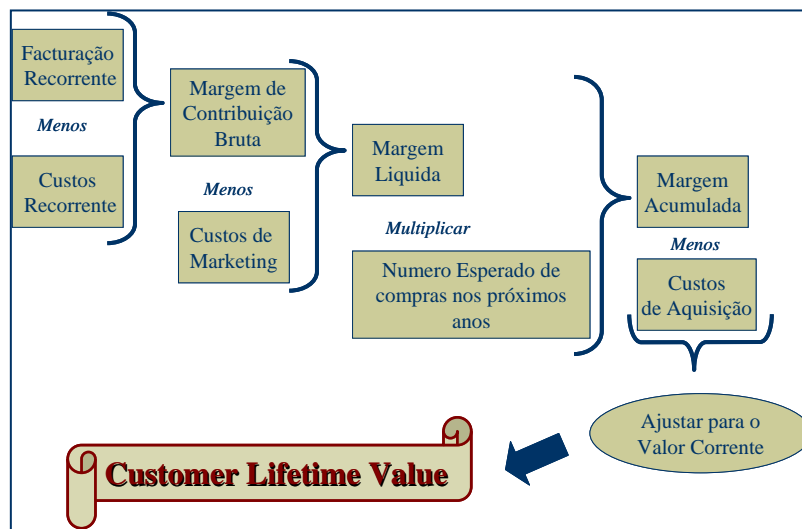 Facturação
Recorrente
Menos
Custos
Recorrente
Margem de
Contribuição
Bruta
Menos
Custos de
Marketing
Margem
Liquida
Multiplicar
Numero Esperado de
compras nos próximos
anos
Margem
Acumulada
Menos
Custos
de Aquisição
Ajustar para o
Valor Corrente
Customer Lifetime Value